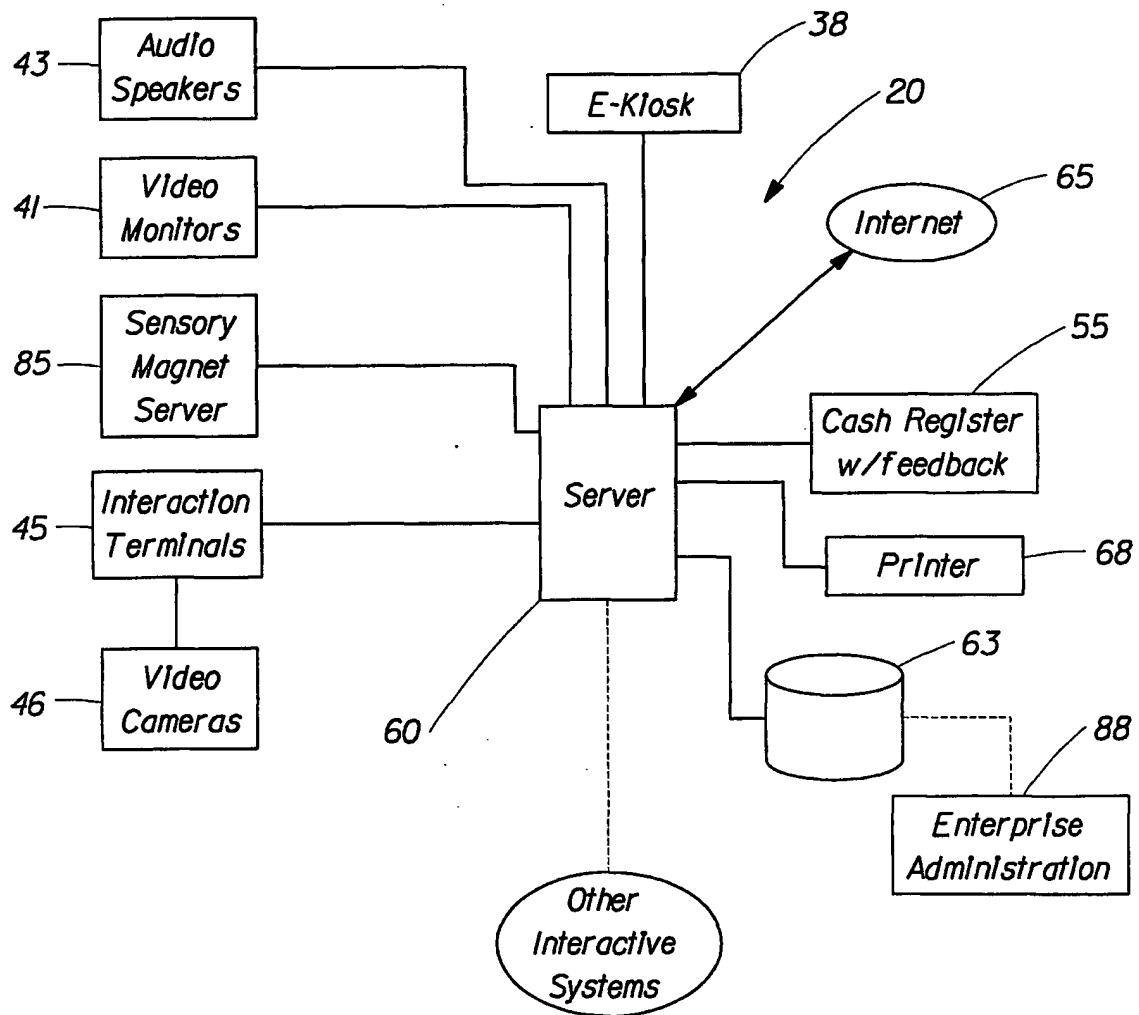 43
Audio
Speakers
38
E-Kiosk
20
41
Video
Monitors
65
Internet
85
Sensory
Magnet
Server
55
Cash Register
w/feedback
Server
45
Interaction
Terminals
Printer
68
46
Video
Cameras
60
63
88
Enterprise
Administration
Other
Interactive
Systems